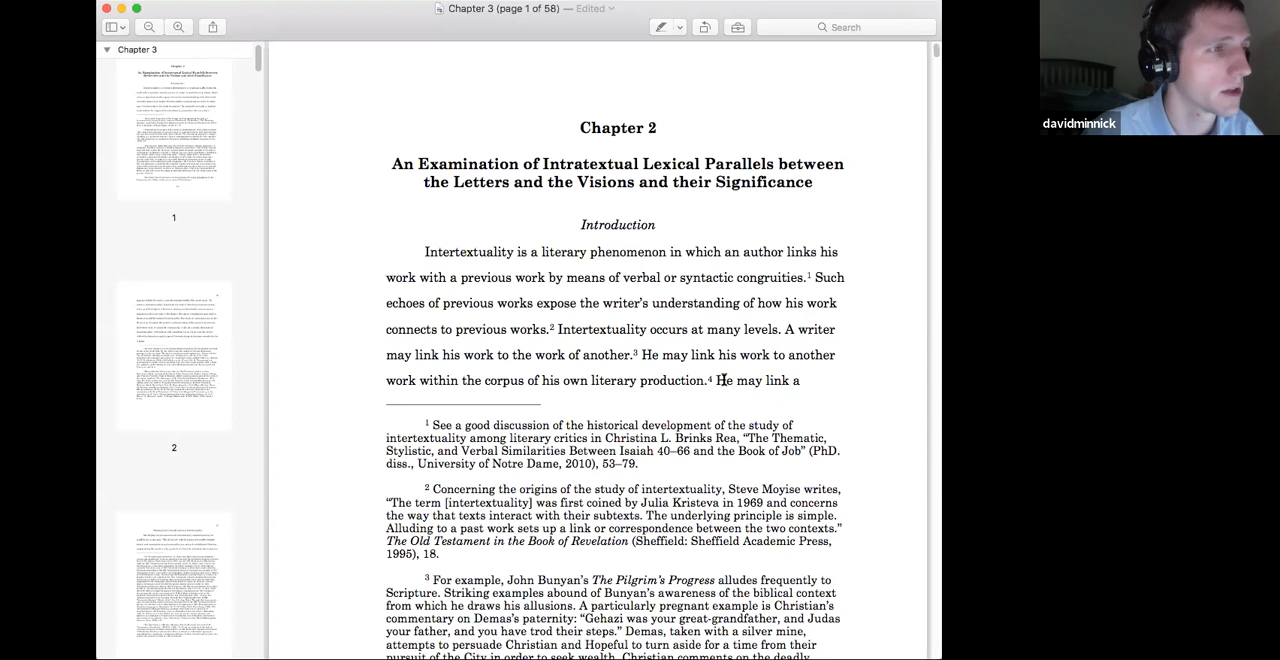 Chapter 3 (page 1 of 58) — Edited
Search
Chapter 3
davidminnick
1
2
Chapter 2
An Examination of Inaugural Lexical Parallels between
the Letters and the Visions and their Significance
Introduction
Intertextuality is a literary phenomenon in which an author links his
work with a previous work by means of verbal or syntactic congruities.1 Such
echoes of previous works expose the writer's understanding of how his work
connects to previous works.2 Intertextuality occurs at many levels. A writer
may link his work to the work of another.3 He may link his work to another
work in the corpus of his own literary production.4 He may link a
1 See a good discussion of the historical development of the study of
intertextuality among literary critics in Christina L. Brinks Rea, “The Thematic,
Stylistic, and Verbal Similarities Between Isaiah 40–66 and the Book of Job” (PhD.
diss., University of Notre Dame, 2010), 53–79.
2 Concerning the origins of the study of intertextuality, Steve Moyise writes,
“The term [intertextuality] was first coined by Julia Kristeva in 1969 and concerns
the way that texts interact with their subtexts. The underlying principle is simple.
Alluding to a past work sets up a link or correspondence between the two contexts.”
The Old Testament in the Book of Revelation (Sheffield: Sheffield Academic Press,
1995), 18.
3 For example, John Bunyan's Pilgrim's Progress alludes frequently to
Scripture. Striking examples abound of his keen awareness of the biblical context
from which he draws allusions. A particularly pregnant example is Christian's
comment on Demas' paternity: “Gehazi was your great-grandfather, and Judas
your father, and you have trod their steps.” Demas, taken with a silver mine,
attempts to persuade Christian and Hopeful to turn aside for a time from their
pursuit of the City in order to seek wealth. Christian comments on the deadly